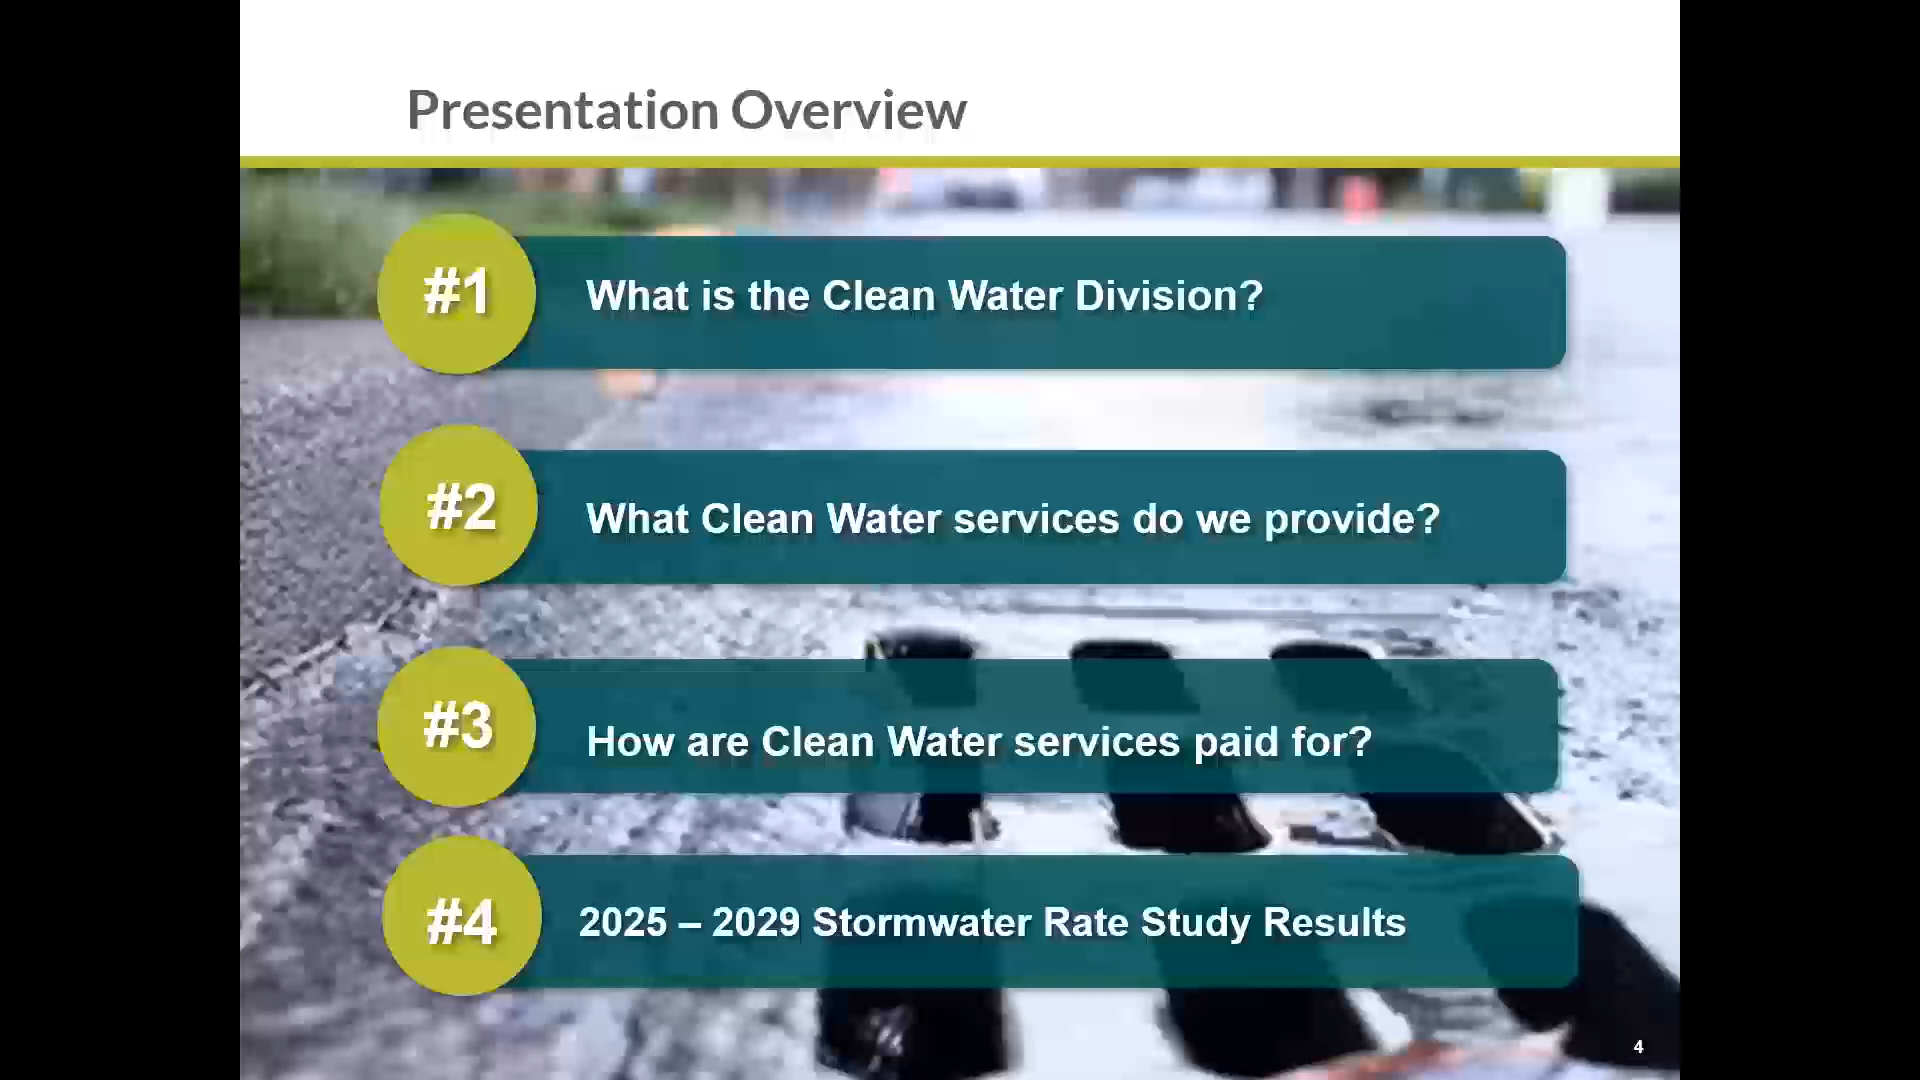 Presentation Overview
#1
What is the Clean Water Division?
#2
What Clean Water services do we provide?
#3
How are Clean Water services paid for?
#4
2025 – 2029 Stormwater Rate Study Results
4